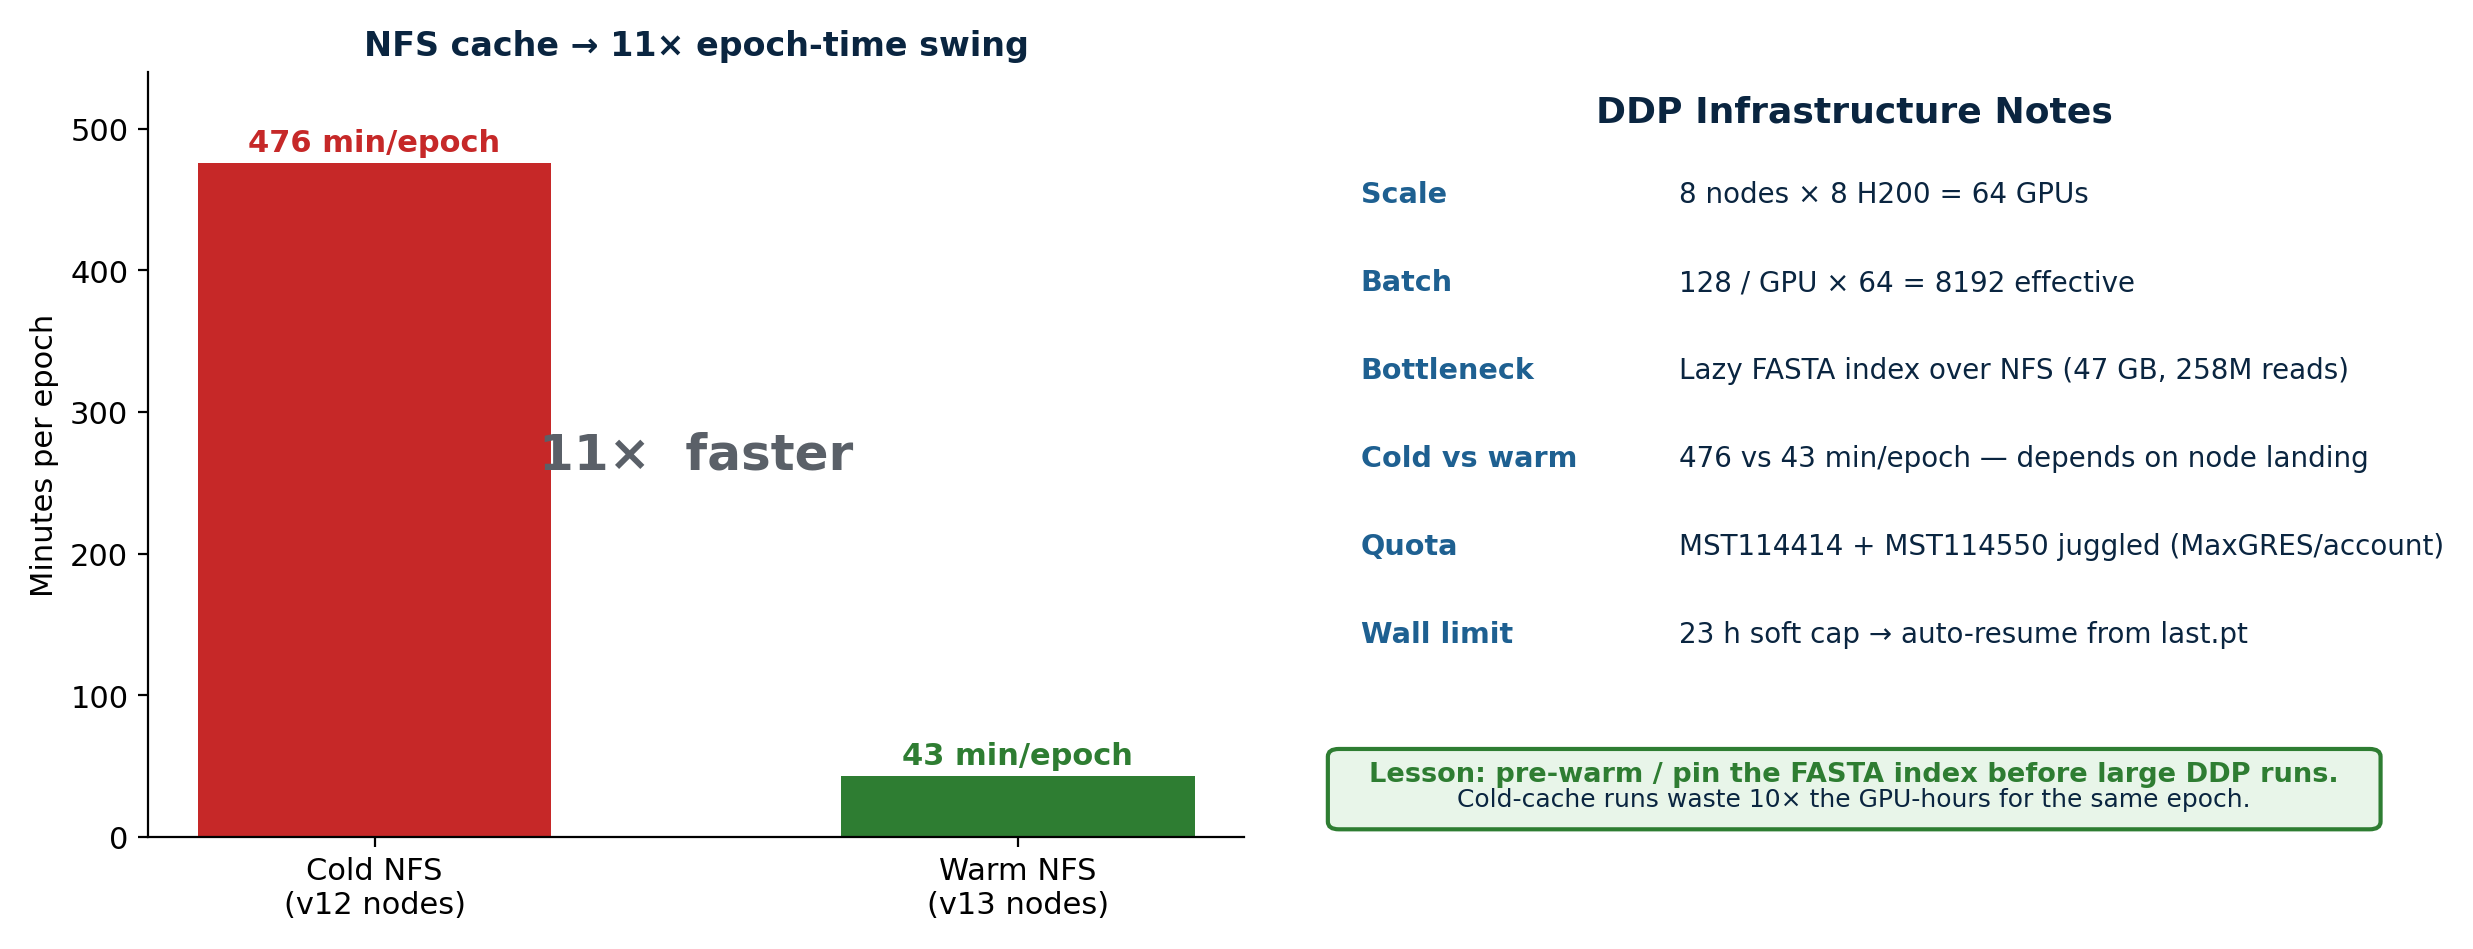 NFS cache → 11× epoch-time swing
Minutes per epoch
500
400
300
200
100
0
476 min/epoch
11× faster
43 min/epoch
Cold NFS
(v12 nodes)
Warm NFS
(v13 nodes)
DDP Infrastructure Notes
Scale 8 nodes × 8 H200 = 64 GPUs
Batch 128 / GPU × 64 = 8192 effective
Bottleneck Lazy FASTA index over NFS (47 GB, 258M reads)
Cold vs warm 476 vs 43 min/epoch — depends on node landing
Quota MST114414 + MST114550 juggled (MaxGRES/account)
Wall limit 23 h soft cap → auto-resume from last.pt
Lesson: pre-warm / pin the FASTA index before large DDP runs.
Cold-cache runs waste 10× the GPU-hours for the same epoch.